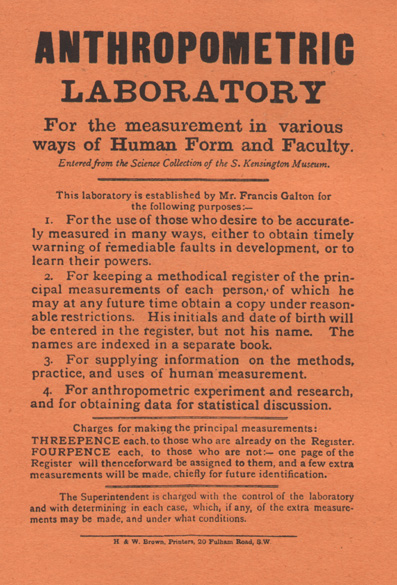 ANTHROPOMETRIC
LABORATORY
For the measurement in various
ways of Human Form and Faculty.
Entered from the Science Collection of the S. Kensington Museum.
This laboratory is established by Mr. Francis Galton for
the following purposes:—
1. For the use of those who desire to be accurate-
ly measured in many ways, either to obtain timely
warning of remediable faults in development, or to
learn their powers.
2. For keeping a methodical register of the prin-
cipal measurements of each person, of which he
may at any future time obtain a copy under reason-
able restrictions. His initials and date of birth will
be entered in the register, but not his name. The
names are indexed in a separate book.
3. For supplying information on the methods,
practice, and uses of human measurement.
4. For anthropometric experiment and research,
and for obtaining data for statistical discussion.
Charges for making the principal measurements:
THREEPENCE each, to those who are already on the Register.
FOURPENCE each, to those who are not:— one page of the
Register will thenceforward be assigned to them, and a few extra
measurements will be made, chiefly for future identification.
The Superintendent is charged with the control of the laboratory
and with determining in each case, which, if any, of the extra measure-
ments may be made, and under what conditions.
H & W. Brown, Printers, 20 Fulham Road, S.W.